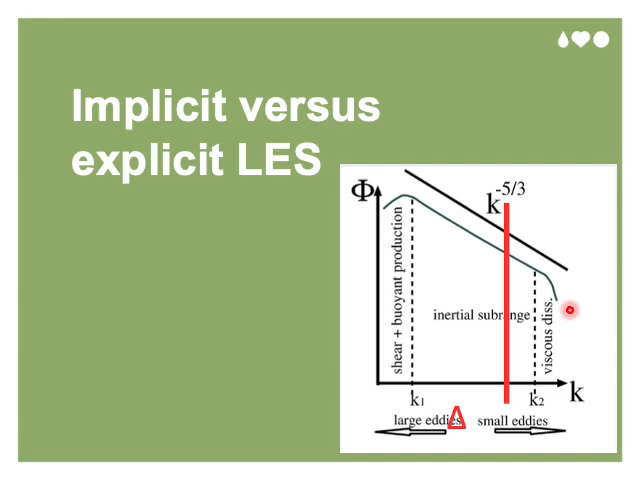 Implicit versus
explicit LES
Φ
k-5/3
shear + buoyant production
inertial subrange
viscous diss.
k1
k2
k
large eddies
Δ
small eddies